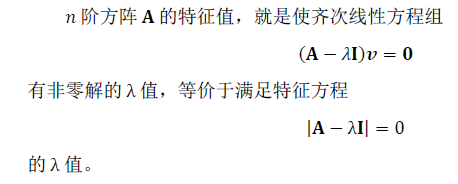 n 阶方阵 A 的特征值，就是使齐次线性方程组
(A − λI)v = 0
有非零解的 λ 值，等价于满足特征方程
|A − λI| = 0
的 λ 值。